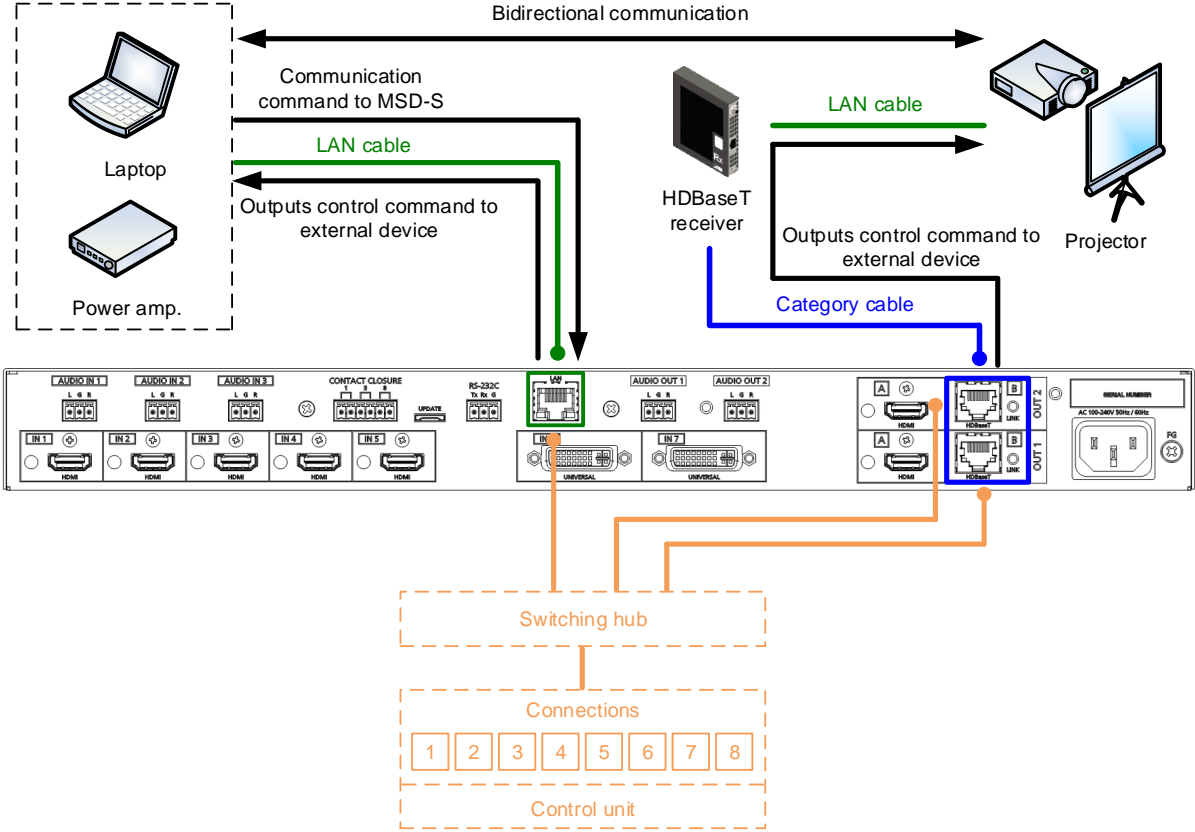 Bidirectional communication
Communication
command to MSD-S
LAN cable
Laptop
Outputs control command to
external device
Power amp.
Rx
HDBaseT
receiver
LAN cable
Outputs control command to
external device
Projector
Category cable
AUDIO IN 1
L G R
AUDIO IN 2
L G R
AUDIO IN 3
L G R
CONTACT CLOSURE
1 2 3
UPDATE
RS-232C
Tx Rx G
LAN
AUDIO OUT 1
L G R
AUDIO OUT 2
L G R
A
HDMI
HDBaseT
B
LINK
OUT 2
SERIAL NUMBER
AC 100-240V 50Hz / 60Hz
FG
IN 1
HDMI
IN 2
HDMI
IN 3
HDMI
IN 4
HDMI
IN 5
HDMI
IN
UNIVERSAL
IN 7
UNIVERSAL
A
HDMI
HDBaseT
B
LINK
OUT 1
Switching hub
Connections
1 2 3 4 5 6 7 8
Control unit